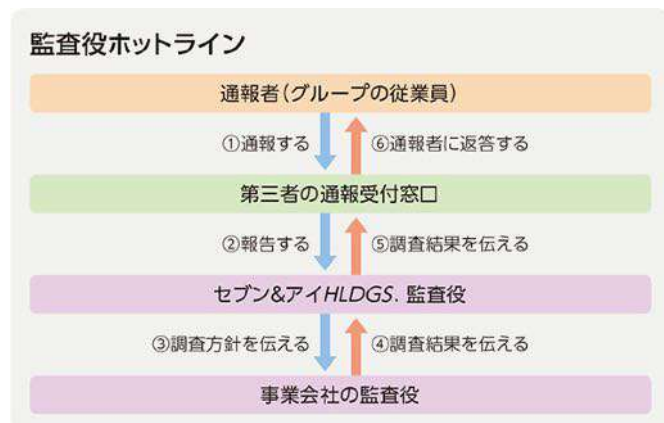 監査役ホットライン
通報者(グループの従業員)
①通報する ⑥通報者に返答する
第三者の通報受付窓口
②報告する ⑤調査結果を伝える
セブン&アイHLDGS. 監査役
③調査方針を伝える ④調査結果を伝える
事業会社の監査役